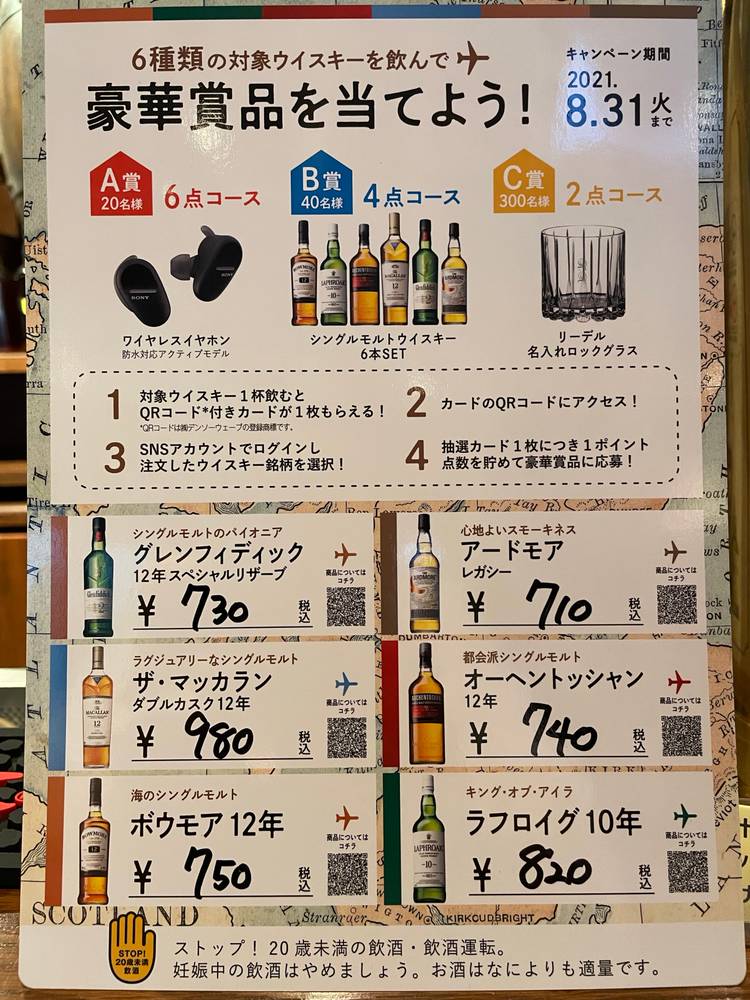 6種類の対象ウイスキーを飲んで
豪華賞品を当てよう!
キャンペーン期間
2021.
8.31火
まで
A賞
20名様
6点コース
B賞
40名様
4点コース
C賞
300名様
2点コース
SONY
SONY
BOWMORE
12
LAPHROAIG
10
AUCHENTOSHAN
MACALLAN
12
Glenfiddich
ARDMORE
ワイヤレスイヤホン
防水対応アクティブモデル
シングルモルトウイスキー
6本SET
リーデル
名入れロックグラス
1 対象ウイスキー1杯飲むと
QRコード*付きカードが1枚もらえる!
*QRコードは㈱デンソーウェーブの登録商標です。
2 カードのQRコードにアクセス!
3 SNSアカウントでログインし
注文したウイスキー銘柄を選択!
4 抽選カード1枚につき1ポイント
点数を貯めて豪華賞品に応募!
シングルモルトのパイオニア
グレンフィディック
12年スペシャルリザーブ
¥ 730 税込
商品については
コチラ
Glenfiddich
心地よいスモーキネス
アードモア
レガシー
¥ 710 税込
商品については
コチラ
ARDMORE
ラグジュアリーなシングルモルト
ザ・マッカラン
ダブルカスク12年
¥ 980 税込
商品については
コチラ
MACALLAN
12
都会派シングルモルト
オーヘントッシャン
12年
¥ 740 税込
商品については
コチラ
AUCHENTOSHAN
海のシングルモルト
ボウモア 12年
¥ 750 税込
商品については
コチラ
BOWMORE
12
キング・オブ・アイラ
ラフロイグ 10年
¥ 820 税込
商品については
コチラ
LAPHROAIG
10
ATLANTIC
SCOTLAND
Stranraer
KIRKCUDBRIGHT
STOP!
20歳未満
飲酒
ストップ! 20歳未満の飲酒・飲酒運転。
妊娠中の飲酒はやめましょう。お酒はなによりも適量です。